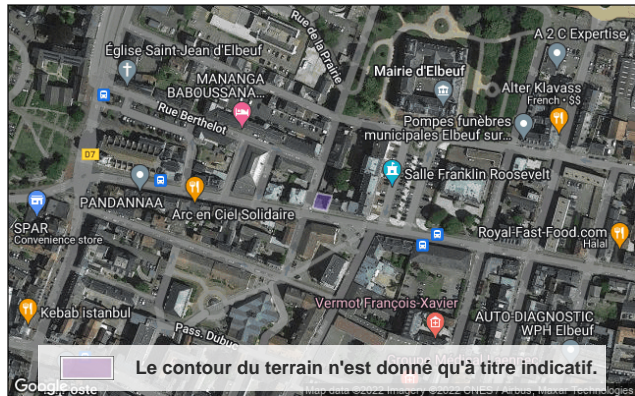 Rue de la Prairie
A 2 C Expertise
Église Saint-Jean d'Elbeuf
Mairie d'Elbeuf
MANANGA
BABOUSSANA...
Alter Klavass
French • $$
Rue Berthelot
Pompes funèbres
municipales Elbeuf sur...
D7
Salle Franklin Roosevelt
PANDANNAA
Arc en Ciel Solidaire
SPAR
Convenience store
Royal-Fast-Food.com
Halal
Vermot François-Xavier
Kebab istanbul
AUTO-DIAGNOSTIC
WPH Elbeuf
Pass. Dubuc
Le contour du terrain n'est donné qu'à titre indicatif.
Google
Map data ©2022 Imagery ©2022 CNES / Airbus, Maxar Technologies